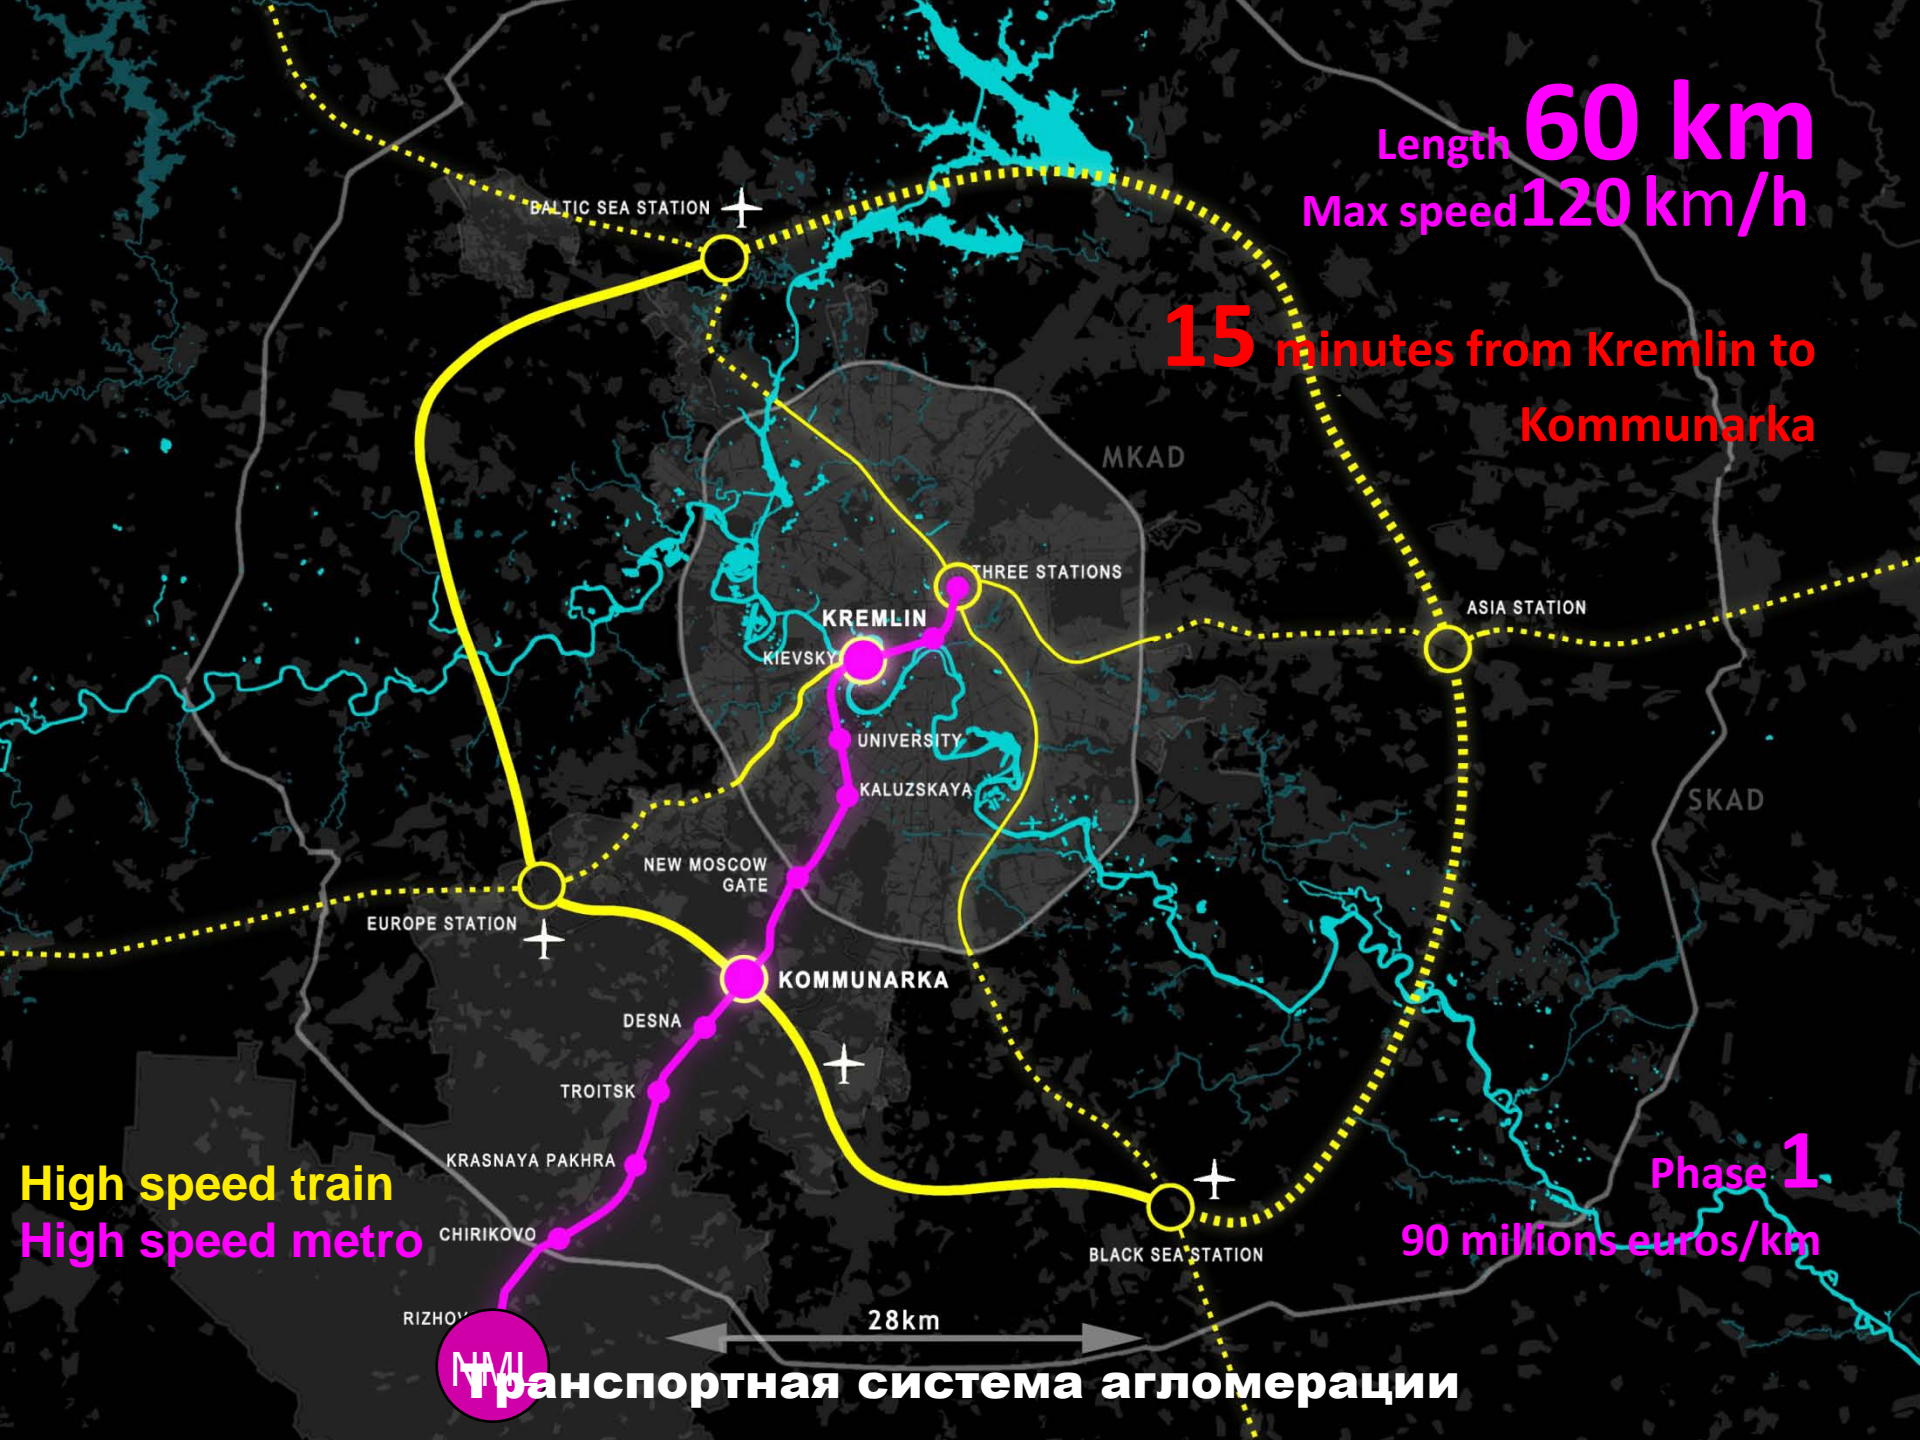 Length 60 km
Max speed 120 km/h
BALTIC SEA STATION
15 minutes from Kremlin to
Kommunarka
MKAD
THREE STATIONS
ASIA STATION
KREMLIN
KIEVSKY
UNIVERSITY
KALUZSKAYA
SKAD
NEW MOSCOW
GATE
EUROPE STATION
KOMMUNARKA
DESNA
TROITSK
KRASNAYA PAKHRA
Phase 1
High speed train
High speed metro
CHIRIKOVO
90 millions euros/km
BLACK SEA STATION
28km
NML
Транспортная система агломерации